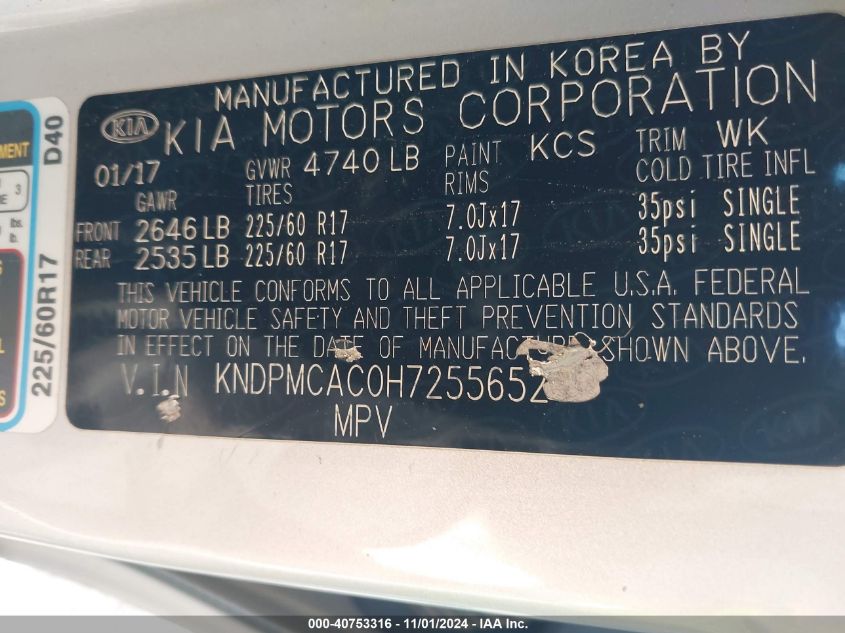 MANUFACTURED IN KOREA BY
KIA KIA MOTORS CORPORATION
01/17 GVWR 4740 LB PAINT KCS TRIM WK
GAWR TIRES RIMS COLD TIRE INFL
FRONT 2646 LB 225/60 R17 7.0Jx17 35psi SINGLE
REAR 2535 LB 225/60 R17 7.0Jx17 35psi SINGLE
THIS VEHICLE CONFORMS TO ALL APPLICABLE U.S.A. FEDERAL
MOTOR VEHICLE SAFETY AND THEFT PREVENTION STANDARDS
IN EFFECT ON THE DATE OF MANUFACTURE SHOWN ABOVE.
V.I.N KNDPMCAC0H7255652
MPV
225/60R17 D40
000-40753316 - 11/01/2024 - IAAI.COM